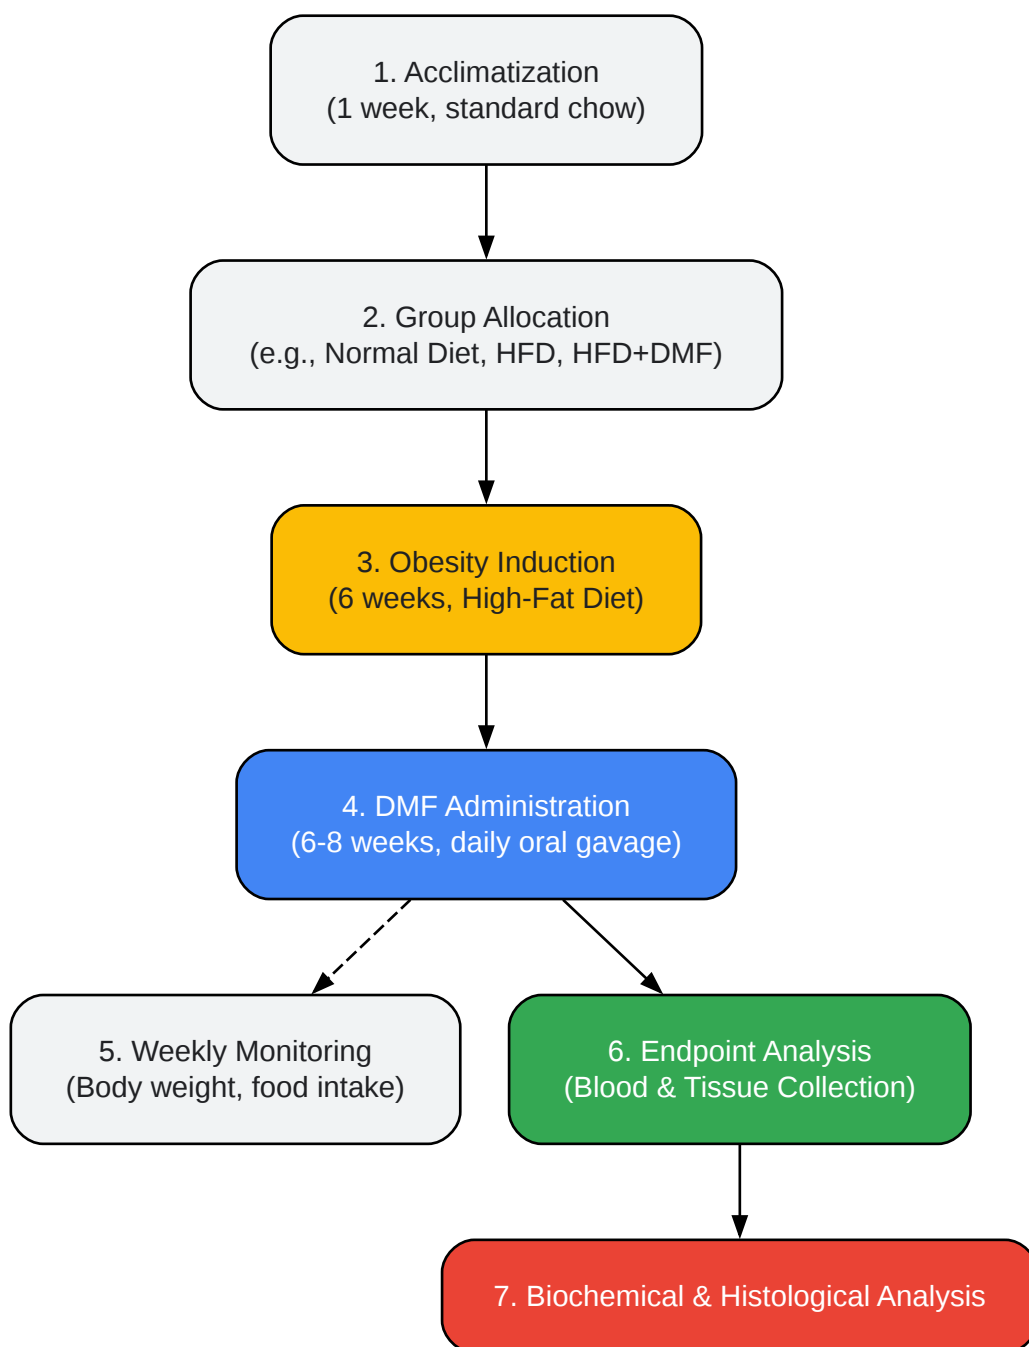 1. Acclimatization
(1 week, standard chow)
2. Group Allocation
(e.g., Normal Diet, HFD, HFD+DMF)
3. Obesity Induction
(6 weeks, High-Fat Diet)
4. DMF Administration
(6-8 weeks, daily oral gavage)
5. Weekly Monitoring
(Body weight, food intake)
6. Endpoint Analysis
(Blood & Tissue Collection)
7. Biochemical & Histological Analysis